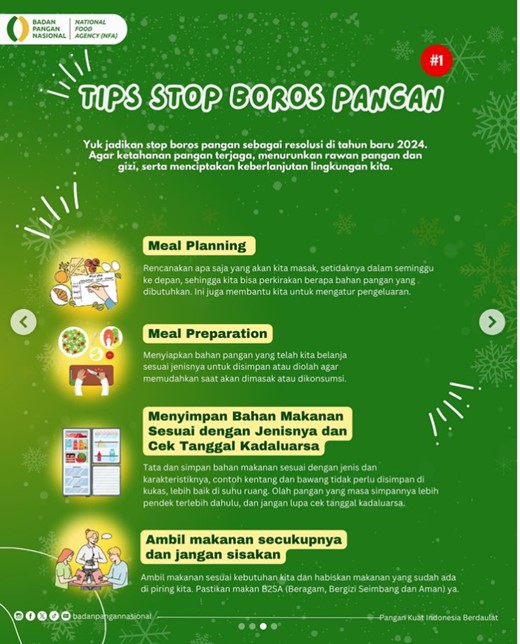 BADAN
PANGAN
NASIONAL
NATIONAL
FOOD
AGENCY (NFA)
#1
TIPS STOP BOROS PANGAN
Yuk jadikan stop boros pangan sebagai resolusi di tahun baru 2024.
Agar ketahanan pangan terjaga, menurunkan rawan pangan dan
gizi, serta menciptakan keberlanjutan lingkungan kita.
Meal Planning
Rencanakan apa saja yang akan kita masak, setidaknya dalam seminggu
ke depan, sehingga kita bisa perkirakan berapa bahan pangan yang
dibutuhkan. Ini juga membantu kita untuk mengatur pengeluaran.
Meal Preparation
Menyiapkan bahan pangan yang telah kita belanja
sesuai jenisnya untuk disimpan atau diolah agar
memudahkan saat akan dimasak atau dikonsumsi.
Menyimpan Bahan Makanan
Sesuai dengan Jenisnya dan
Cek Tanggal Kadaluarsa
Tata dan simpan bahan makanan sesuai dengan jenis dan
karakteristiknya, contoh kentang dan bawang tidak perlu disimpan di
kukas, lebih baik di suhu ruang. Olah pangan yang masa simpannya lebih
pendek terlebih dahulu, dan jangan lupa cek tanggal kadaluarsa.
Ambil makanan secukupnya
dan jangan sisakan
Ambil makanan sesuai kebutuhan kita dan habiskan makanan yang sudah ada
di piring kita. Pastikan makan B2SA (Beragam, Bergizi Seimbang dan Aman) ya.
badanpangannasional
Pangan Kuat Indonesia Berdaulat